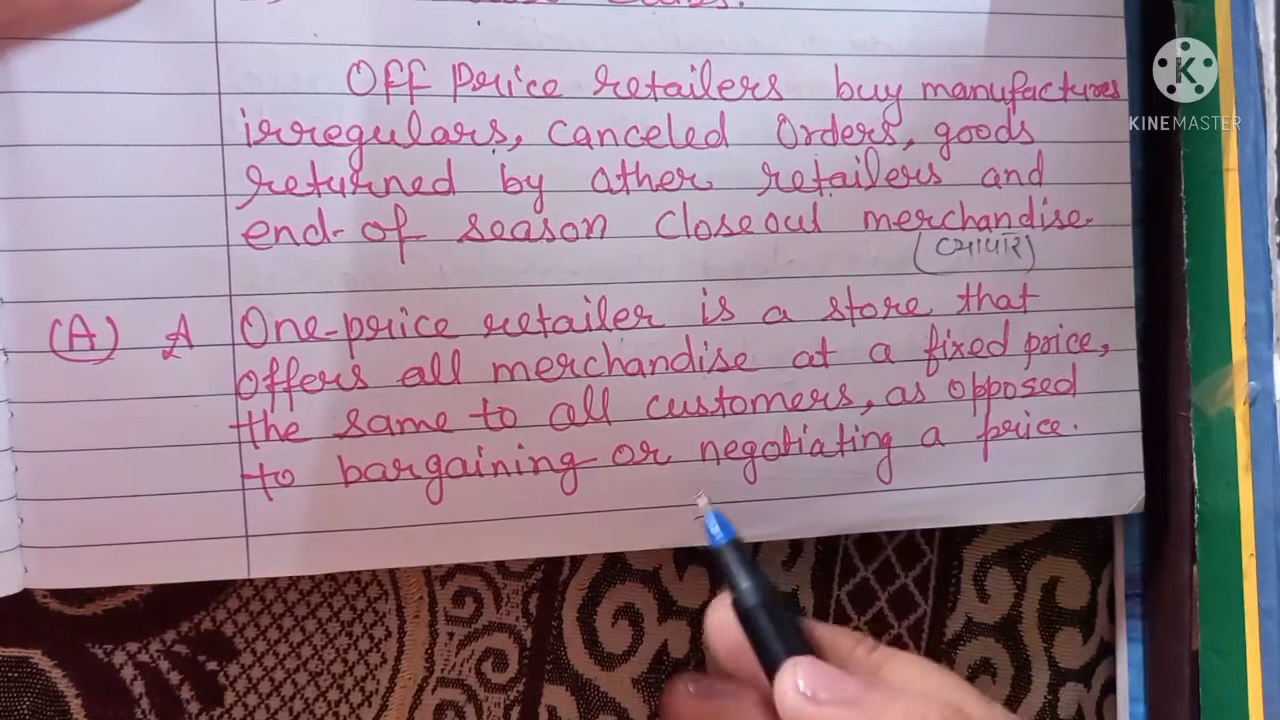 Off price retailers buy manufactures
irregulars, canceled orders, goods
returned by other retailers and
end-of season closeout merchandise.
(व्यापार)
(A) A One-price retailer is a store that
offers all merchandise at a fixed price,
the same to all customers, as opposed
to bargaining or negotiating a price.
K
KINEMASTER